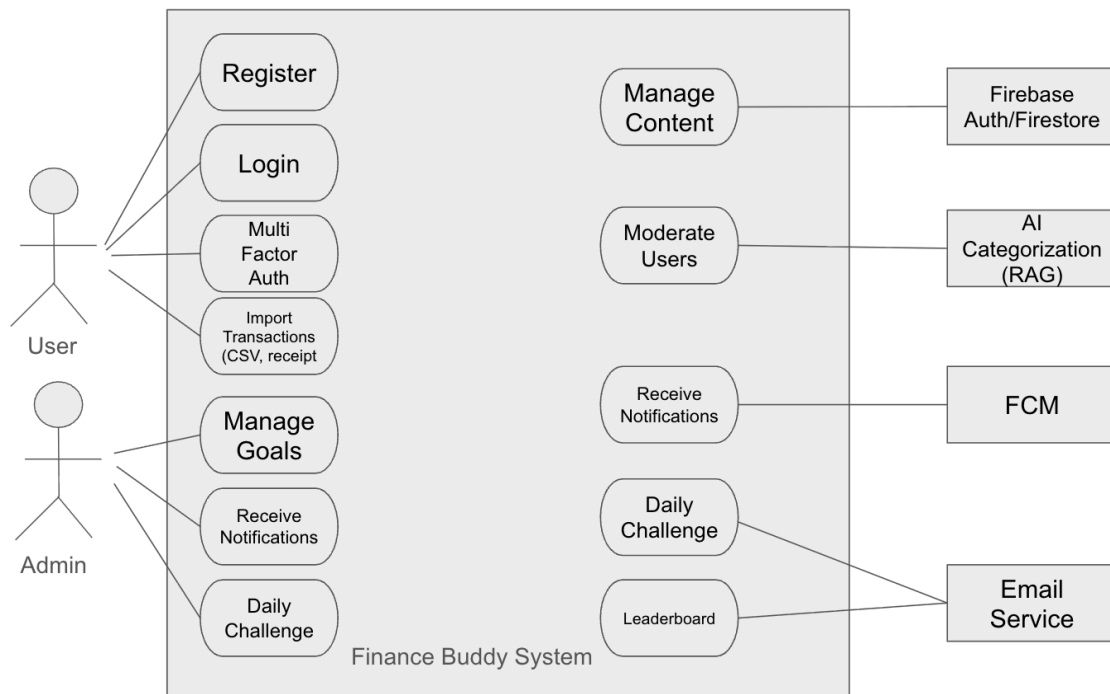 Register
Login
Multi
Factor
Auth
Import
Transactions
(CSV, receipt
Manage
Goals
Receive
Notifications
Daily
Challenge
User
Admin
Manage
Content
Moderate
Users
Receive
Notifications
Daily
Challenge
Leaderboard
Finance Buddy System
Firebase
Auth/Firestore
AI
Categorization
(RAG)
FCM
Email
Service